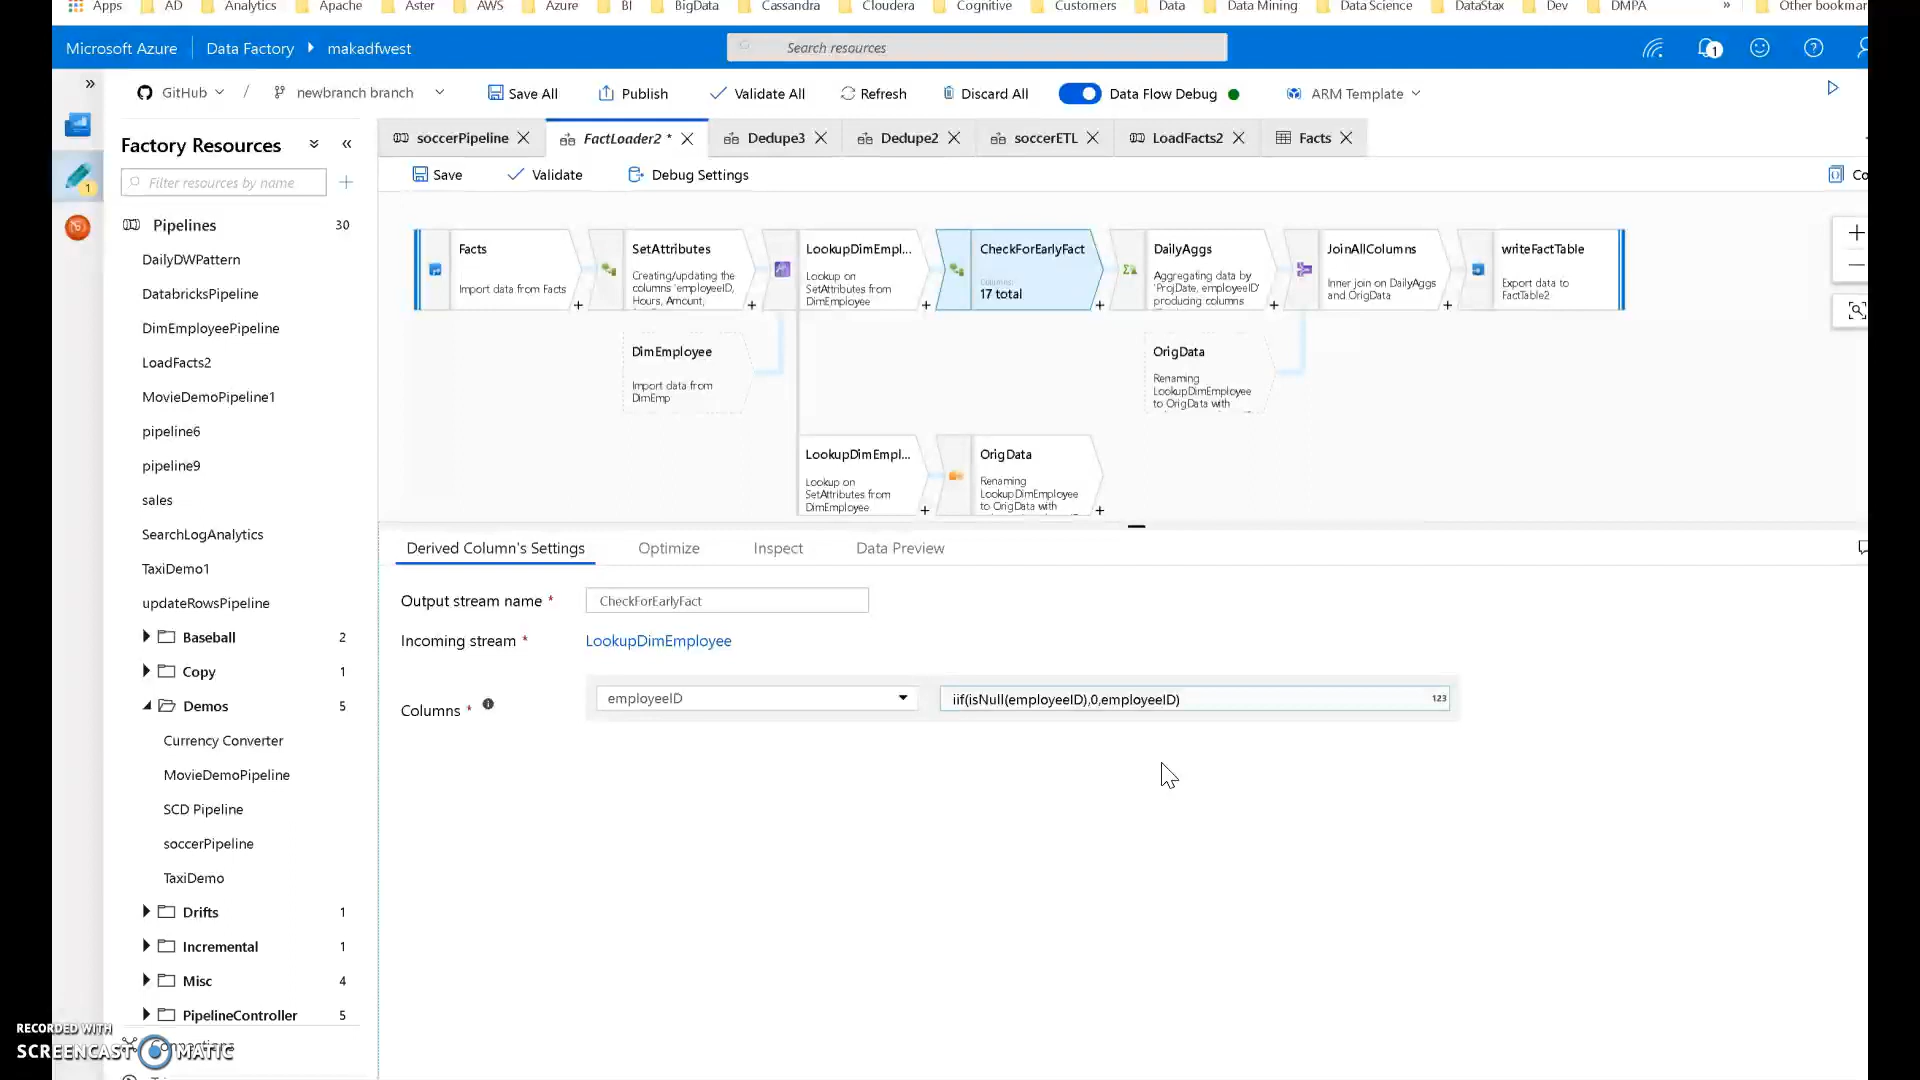 Apps AD Analytics Apache Aster AWS Azure BI BigData Cassandra Cloudera Cognitive Customers Data Data Mining Data Science DataStax Dev DMPA » Other bookmar
Microsoft Azure Data Factory makadfwest Search resources 1
» GitHub / newbranch branch Save All Publish Validate All Refresh Discard All Data Flow Debug ARM Template
Factory Resources «
soccerPipeline FactLoader2 * Dedupe3 Dedupe2 soccerETL LoadFacts2 Facts
Save Validate Debug Settings Co
Filter resources by name
1
Pipelines 30
DailyDWPattern
DatabricksPipeline
DimEmployeePipeline
LoadFacts2
MovieDemoPipeline1
pipeline6
pipeline9
sales
SearchLogAnalytics
TaxiDemo1
updateRowsPipeline
Baseball 2
Copy 1
Demos 5
Currency Converter
MovieDemoPipeline
SCD Pipeline
soccerPipeline
TaxiDemo
Drifts 1
Incremental 1
Misc 4
PipelineController 5
Connections
Facts
Import data from Facts
SetAttributes
Creating/updating the
columns 'employeeID,
Hours, Amount,
LookupDimEmpl...
Lookup on
SetAttributes from
DimEmployee
CheckForEarlyFact
Columns:
17 total
DailyAggs
Aggregating data by
'ProjDate, employeeID'
producing columns
JoinAllColumns
Inner join on DailyAggs
and OrigData
writeFactTable
Export data to
FactTable2
DimEmployee
Import data from
DimEmp
OrigData
Renaming
LookupDimEmployee
to OrigData with
LookupDimEmpl...
Lookup on
SetAttributes from
DimEmployee
OrigData
Renaming
LookupDimEmployee
to OrigData with
Derived Column's Settings Optimize Inspect Data Preview
Output stream name * CheckForEarlyFact
Incoming stream * LookupDimEmployee
Columns * employeeID iif(isNull(employeeID),0,employeeID) 123
RECORDED WITH
SCREENCAST MATIC